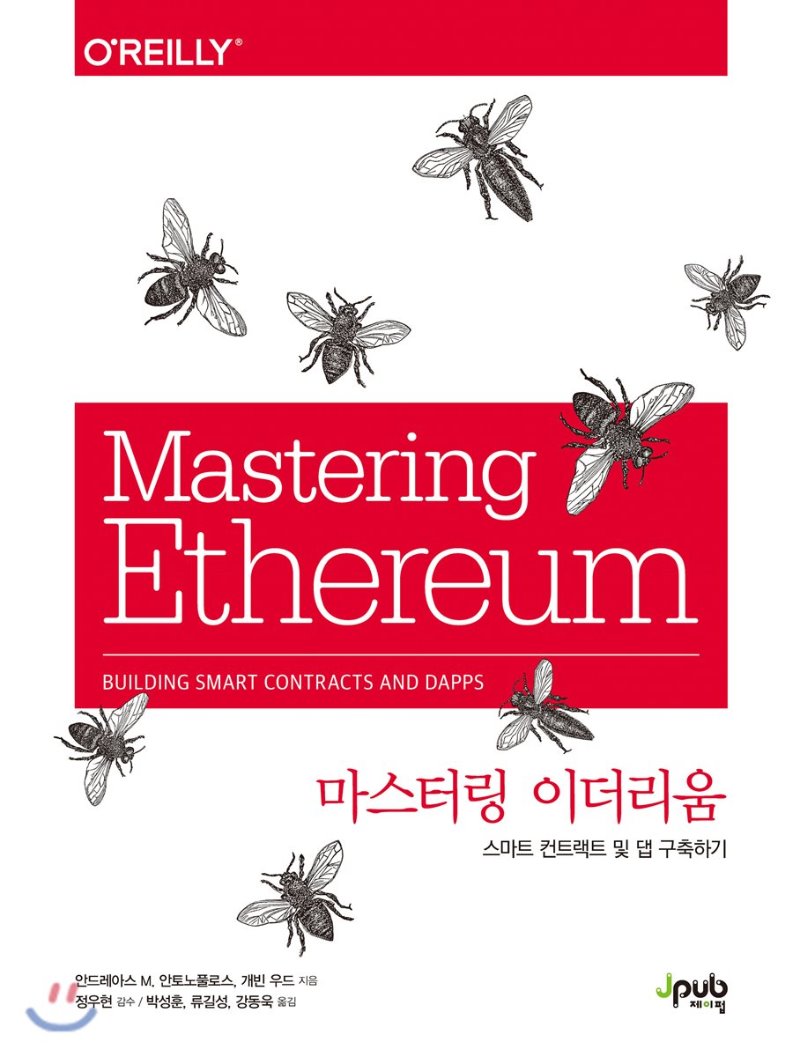 O'REILLY®
Mastering
Ethereum
BUILDING SMART CONTRACTS AND DAPPS
마스터링 이더리움
스마트 컨트랙트 및 댑 구축하기
안드레아스 M. 안토노풀로스, 개빈 우드 지음
정우현 감수 / 박성훈, 류길성, 강동욱 옮김
Jpub
제이펍